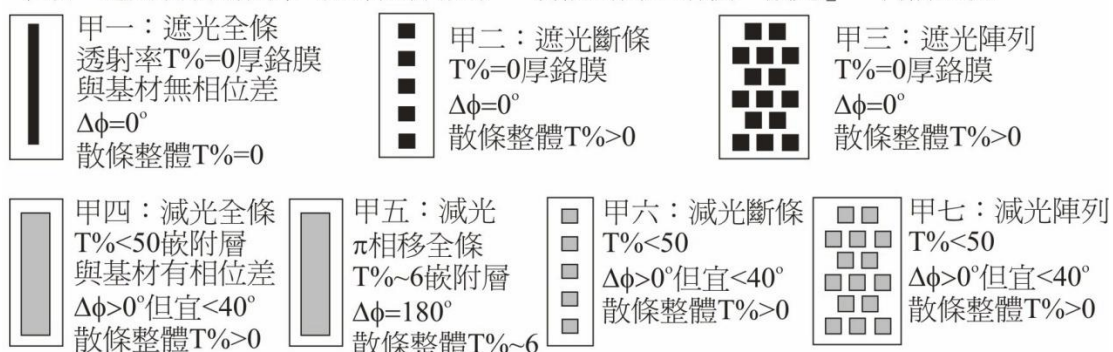 甲一：遮光全條
透射率T%=0厚鉻膜
與基材無相位差
Δϕ=0°
散條整體T%=0
甲二：遮光斷條
T%=0厚鉻膜
Δϕ=0°
散條整體T%>0
甲三：遮光陣列
T%=0厚鉻膜
Δϕ=0°
散條整體T%>0
甲四：減光全條
T%<50嵌附層
與基材有相位差
Δϕ>0°但宜<40°
散條整體T%>0
甲五：減光
π相移全條
T%~6嵌附層
Δϕ=180°
散條整體T%~6
甲六：減光斷條
T%<50
Δϕ>0°但宜<40°
散條整體T%>0
甲七：減光陣列
T%<50
Δϕ>0°但宜<40°
散條整體T%>0